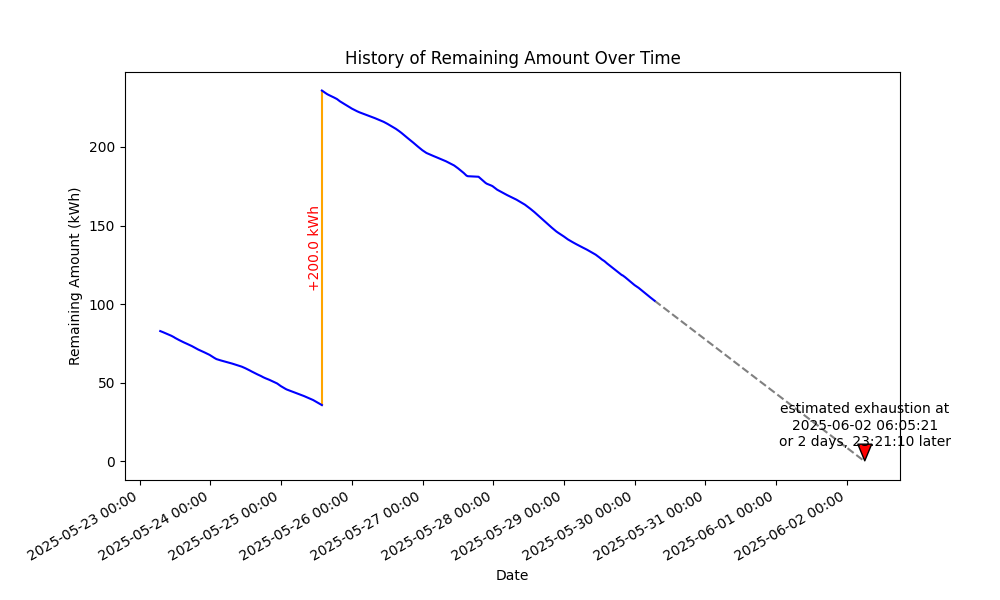 History of Remaining Amount Over Time
Remaining Amount (kWh)
200
150
100
50
0
+200.0 kWh
estimated exhaustion at
2025-06-02 06:05:21
or 2 days, 23:21:10 later
2025-05-23 00:00
2025-05-24 00:00
2025-05-25 00:00
2025-05-26 00:00
2025-05-27 00:00
2025-05-28 00:00
2025-05-29 00:00
2025-05-30 00:00
2025-05-31 00:00
2025-06-01 00:00
2025-06-02 00:00
Date